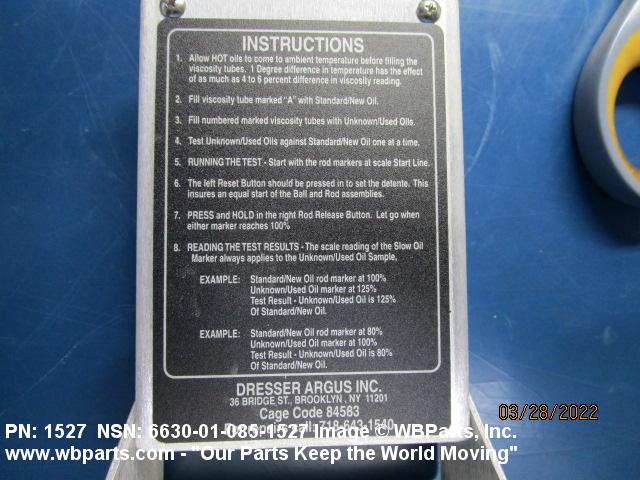 INSTRUCTIONS
1. Allow HOT oils to come to ambient temperature before filling the
viscosity tubes. 1 Degree difference in temperature has the effect
of as much as 4 to 6 percent difference in viscosity reading.
2. Fill viscosity tube marked "A" with Standard/New Oil.
3. Fill numbered marked viscosity tubes with Unknown/Used Oils.
4. Test Unknown/Used Oils against Standard/New Oil one at a time.
5. RUNNING THE TEST - Start with the rod markers at scale Start Line.
6. The left Reset Button should be pressed in to set the detente. This
insures an equal start of the Ball and Rod assemblies.
7. PRESS and HOLD in the right Rod Release Button. Let go when
either marker reaches 100%
8. READING THE TEST RESULTS - The scale reading of the Slow Oil
Marker always applies to the Unknown/Used Oil Sample,
EXAMPLE: Standard/New Oil rod marker at 100%
Unknown/Used Oil marker at 125%
Test Result - Unknown/Used Oil is 125%
Of Standard/New Oil.
EXAMPLE: Standard/New Oil rod marker at 80%
Unknown/Used Oil marker at 100%
Test Result - Unknown/Used Oil is 80%
Of Standard/New Oil.
DRESSER ARGUS INC.
36 BRIDGE ST., BROOKLYN, NY 11201
Cage Code 84583
718-643-1540
03/28/2022
PN: 1527 NSN: 6630-01-085-1527 Image © WBParts, Inc.
www.wbparts.com - "Our Parts Keep the World Moving"